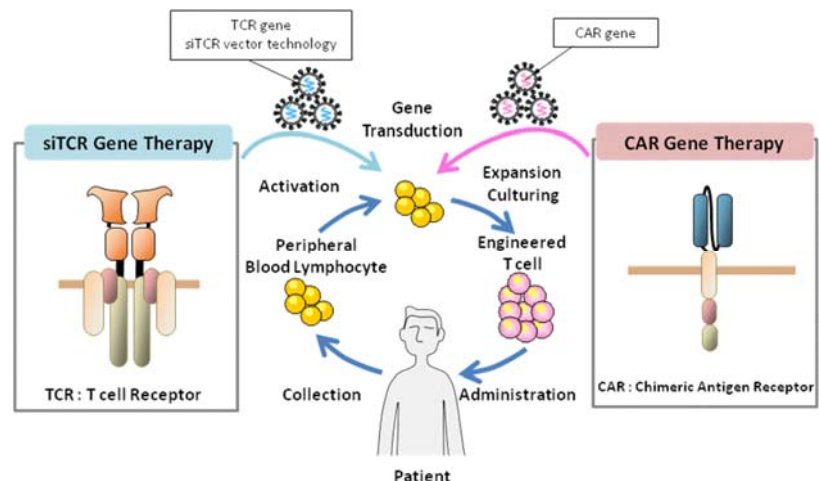 TCR gene
siTCR vector technology
CAR gene
Gene
Transduction
siTCR Gene Therapy
CAR Gene Therapy
Activation
Expansion
Culturing
Peripheral
Blood Lymphocyte
Engineered
T cell
TCR : T cell Receptor
Collection
Administration
CAR : Chimeric Antigen Receptor
Patient